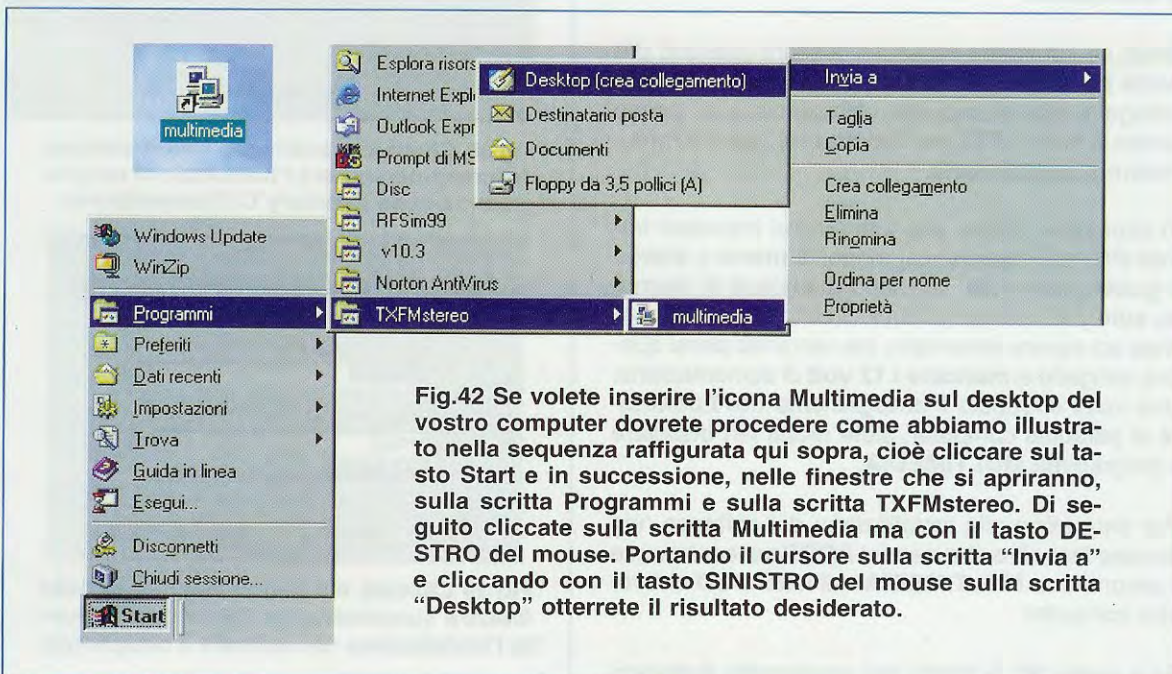 multimedia
Esplora risors
Internet Expl
Outlook Expr
Prompt di MS
Disc
RFSim99
v10.3
Norton AntiVirus
TXFMstereo
multimedia
Desktop (crea collegamento)
Destinatario posta
Documenti
Floppy da 3,5 pollici (A)
Invia a
Taglia
Copia
Crea collegamento
Elimina
Rinomina
Ordina per nome
Proprietà
Windows Update
WinZip
Programmi
Preferiti
Dati recenti
Impostazioni
Trova
Guida in linea
Esegui...
Disconnetti
Chiudi sessione...
Start
Fig.42 Se volete inserire l'icona Multimedia sul desktop del
vostro computer dovrete procedere come abbiamo illustra-
to nella sequenza raffigurata qui sopra, cioè cliccare sul ta-
sto Start e in successione, nelle finestre che si apriranno,
sulla scritta Programmi e sulla scritta TXFMstereo. Di se-
guito cliccate sulla scritta Multimedia ma con il tasto DE-
STRO del mouse. Portando il cursore sulla scritta “Invia a”
e cliccando con il tasto SINISTRO del mouse sulla scritta
“Desktop” otterrete il risultato desiderato.